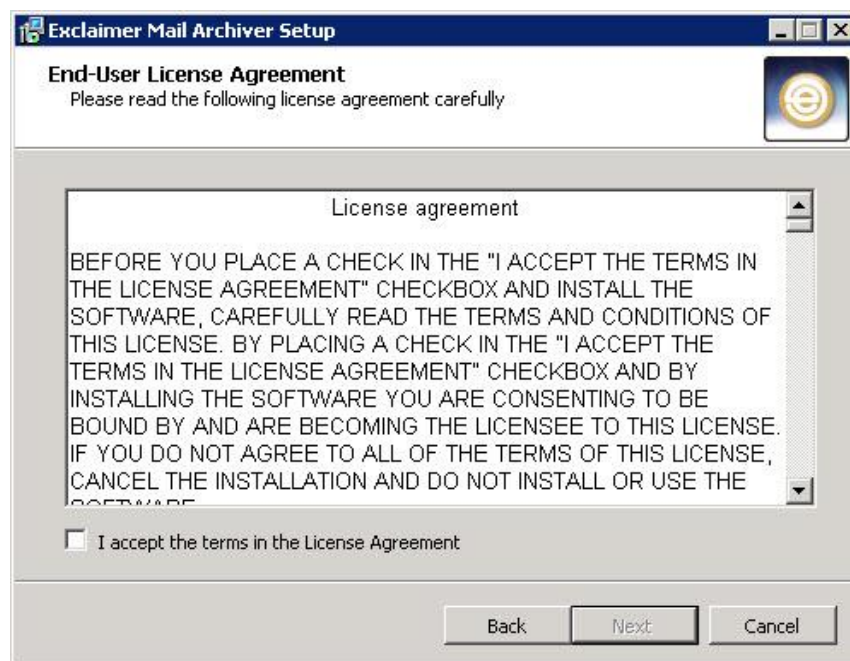 Exclaimer Mail Archiver Setup
End-User License Agreement
Please read the following license agreement carefully
License agreement
BEFORE YOU PLACE A CHECK IN THE "I ACCEPT THE TERMS IN
THE LICENSE AGREEMENT" CHECKBOX AND INSTALL THE
SOFTWARE, CAREFULLY READ THE TERMS AND CONDITIONS OF
THIS LICENSE. BY PLACING A CHECK IN THE "I ACCEPT THE
TERMS IN THE LICENSE AGREEMENT" CHECKBOX AND BY
INSTALLING THE SOFTWARE YOU ARE CONSENTING TO BE
BOUND BY AND ARE BECOMING THE LICENSEE TO THIS LICENSE.
IF YOU DO NOT AGREE TO ALL OF THE TERMS OF THIS LICENSE,
CANCEL THE INSTALLATION AND DO NOT INSTALL OR USE THE
I accept the terms in the License Agreement
Back Next Cancel